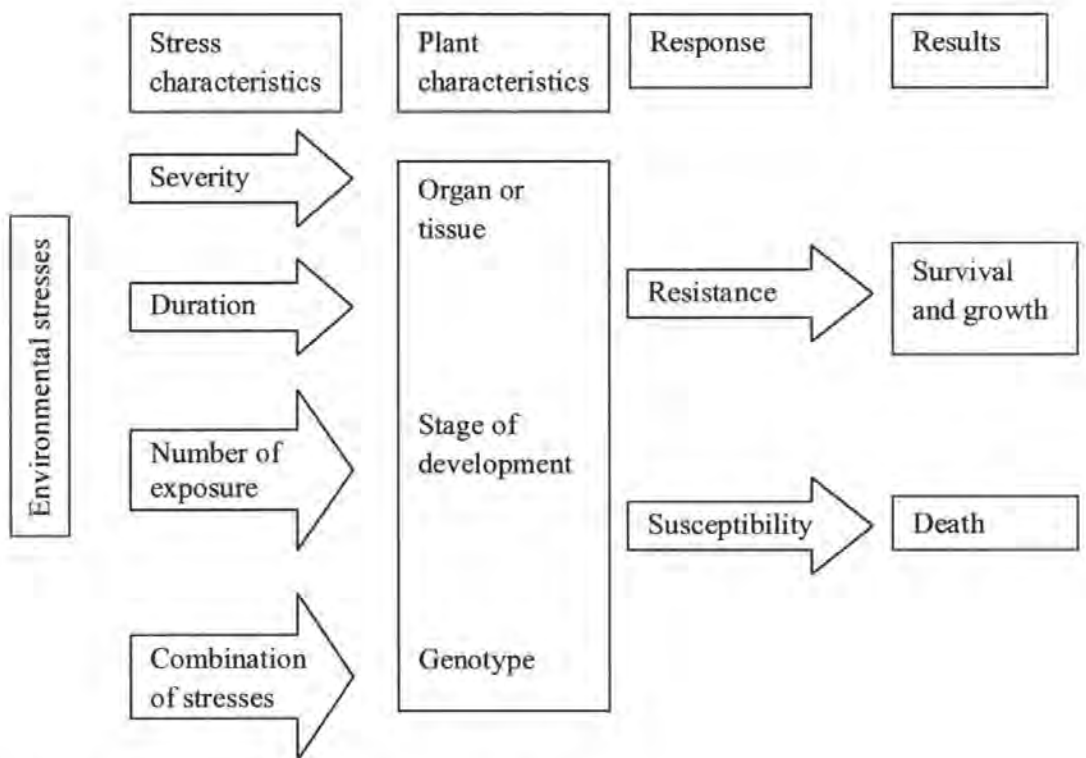 Stress
characteristics
Plant
characteristics
Response
Results
Environmental stresses
Severity
Duration
Number of
exposure
Combination
of stresses
Organ or
tissue
Stage of
development
Genotype
Resistance
Susceptibility
Survival
and growth
Death